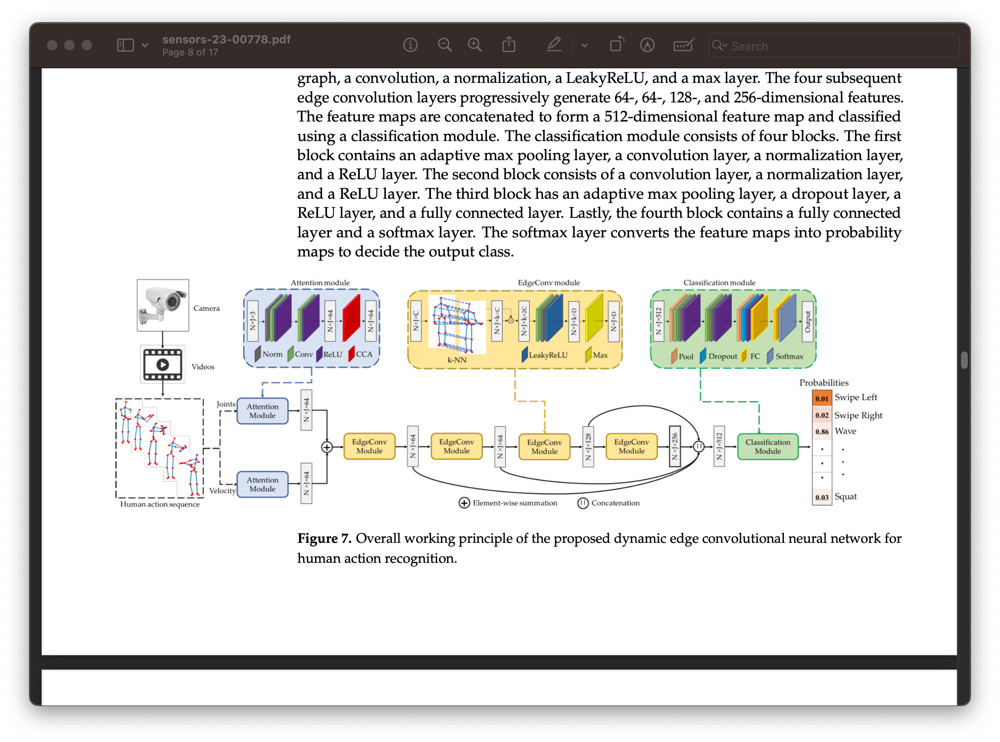 sensors-23-00778.pdf
Page 8 of 17
Search
graph, a convolution, a normalization, a LeakyReLU, and a max layer. The four subsequent
edge convolution layers progressively generate 64-, 64-, 128-, and 256-dimensional features.
The feature maps are concatenated to form a 512-dimensional feature map and classified
using a classification module. The classification module consists of four blocks. The first
block contains an adaptive max pooling layer, a convolution layer, a normalization layer,
and a ReLU layer. The second block consists of a convolution layer, a normalization layer,
and a ReLU layer. The third block has an adaptive max pooling layer, a dropout layer, a
ReLU layer, and a fully connected layer. Lastly, the fourth block contains a fully connected
layer and a softmax layer. The softmax layer converts the feature maps into probability
maps to decide the output class.
Camera
Videos
Human action sequence
Attention module
N×J×3
N×J×64
N×J×64
Norm
Conv
ReLU
CCA
EdgeConv module
N×J×C
k-NN
N×J×k×C
N×J×k×2C
N×J×k×D
N×J×D
LeakyReLU
Max
Classification module
N×J×512
Output
Pool
Dropout
FC
Softmax
Joints
Attention
Module
N×J×64
Velocity
Attention
Module
N×J×64
EdgeConv
Module
N×J×64
EdgeConv
Module
N×J×64
EdgeConv
Module
N×J×128
EdgeConv
Module
N×J×256
N×J×512
Classification
Module
Probabilities
0.01 Swipe Left
0.02 Swipe Right
0.86 Wave
0.03 Squat
Element-wise summation
Concatenation
Figure 7. Overall working principle of the proposed dynamic edge convolutional neural network for
human action recognition.